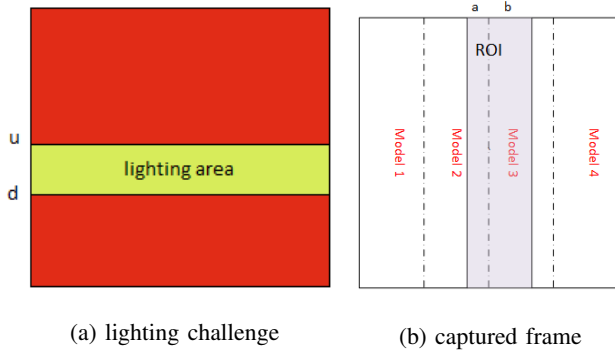 u
lighting area
d
(a) lighting challenge
a b
ROI
Model 1
Model 2
Model 3
Model 4
(b) captured frame